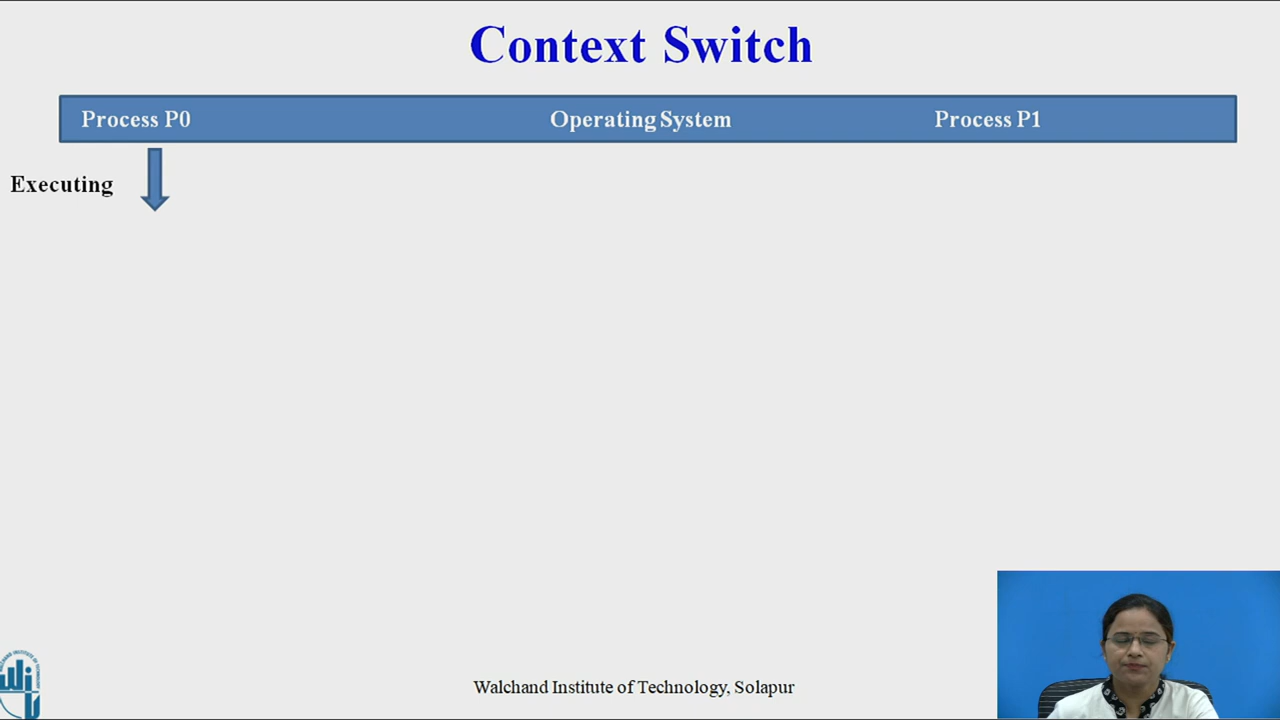 Context Switch
Process P0 Operating System Process P1
Executing
Walchand Institute of Technology, Solapur